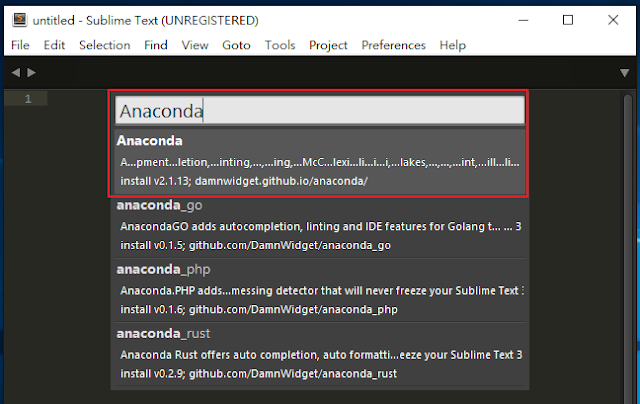 untitled - Sublime Text (UNREGISTERED)
File Edit Selection Find View Goto Tools Project Preferences Help
1
Anaconda
Anaconda
A...pment...letion,...inting,...,...ing,...McC...lexi...li...i...i,...lakes,...,...,...int,...ill...li...
install v2.1.13; damnwidget.github.io/anaconda/
anaconda_go
AnacondaGO adds autocompletion, linting and IDE features for Golang t... ... 3
install v0.1.5; github.com/DamnWidget/anaconda_go
anaconda_php
Anaconda.PHP adds...messing detector that will never freeze your Sublime Text 3
install v0.1.6; github.com/DamnWidget/anaconda_php
anaconda_rust
Anaconda Rust offers auto completion, auto formatti...eeze your Sublime Text 3
install v0.2.9; github.com/DamnWidget/anaconda_rust